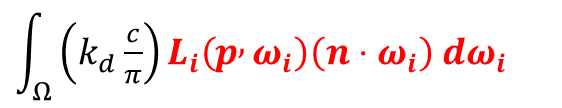 ∫_Ω (k_d c/π) L_i(p, ω_i)(n · ω_i) dω_i